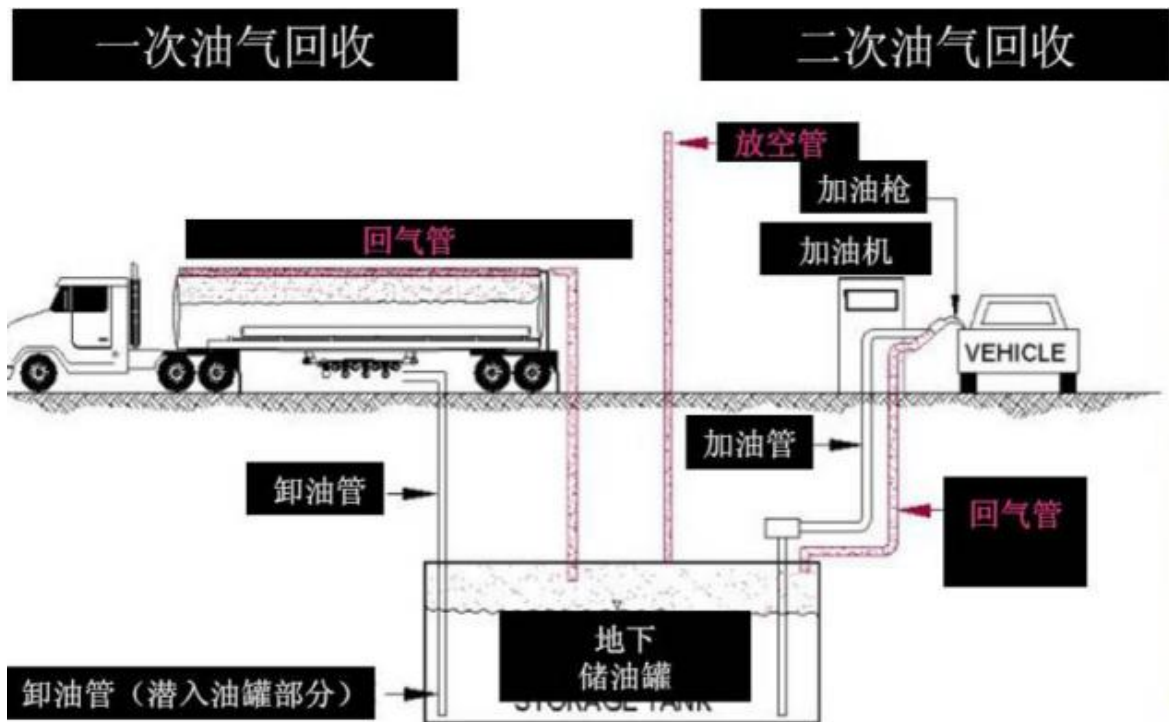 一次油气回收
二次油气回收
放空管
加油枪
回气管
加油机
VEHICLE
加油管
卸油管
回气管
地下
储油罐
STORAGE TANK
卸油管（潜入油罐部分）